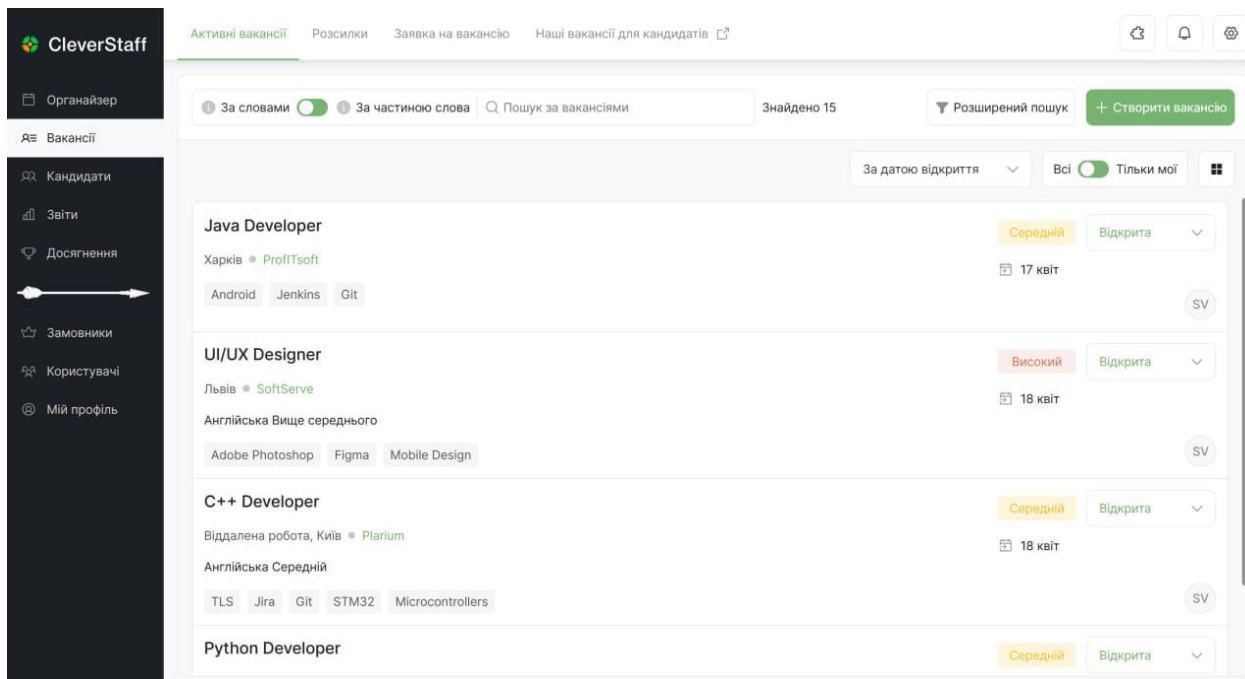 CleverStaff
Органайзер
Вакансії
Кандидати
Звіти
Досягнення
Замовники
Користувачі
Мій профіль
Активні вакансії Розсилки Заявка на вакансію Наші вакансії для кандидатів
За словами За частиною слова Пошук за вакансіями Знайдено 15 Розширений пошук + Створити вакансію
За датою відкриття Всі Тільки мої
Java Developer Середній Відкрита
Харків ProfITsoft 17 квіт
Android Jenkins Git SV
UI/UX Designer Високий Відкрита
Львів SoftServe 18 квіт
Англійська Вище середнього
Adobe Photoshop Figma Mobile Design SV
C++ Developer Середній Відкрита
Віддалена робота, Київ Plarium 18 квіт
Англійська Середній
TLS Jira Git STM32 Microcontrollers SV
Python Developer Середній Відкрита